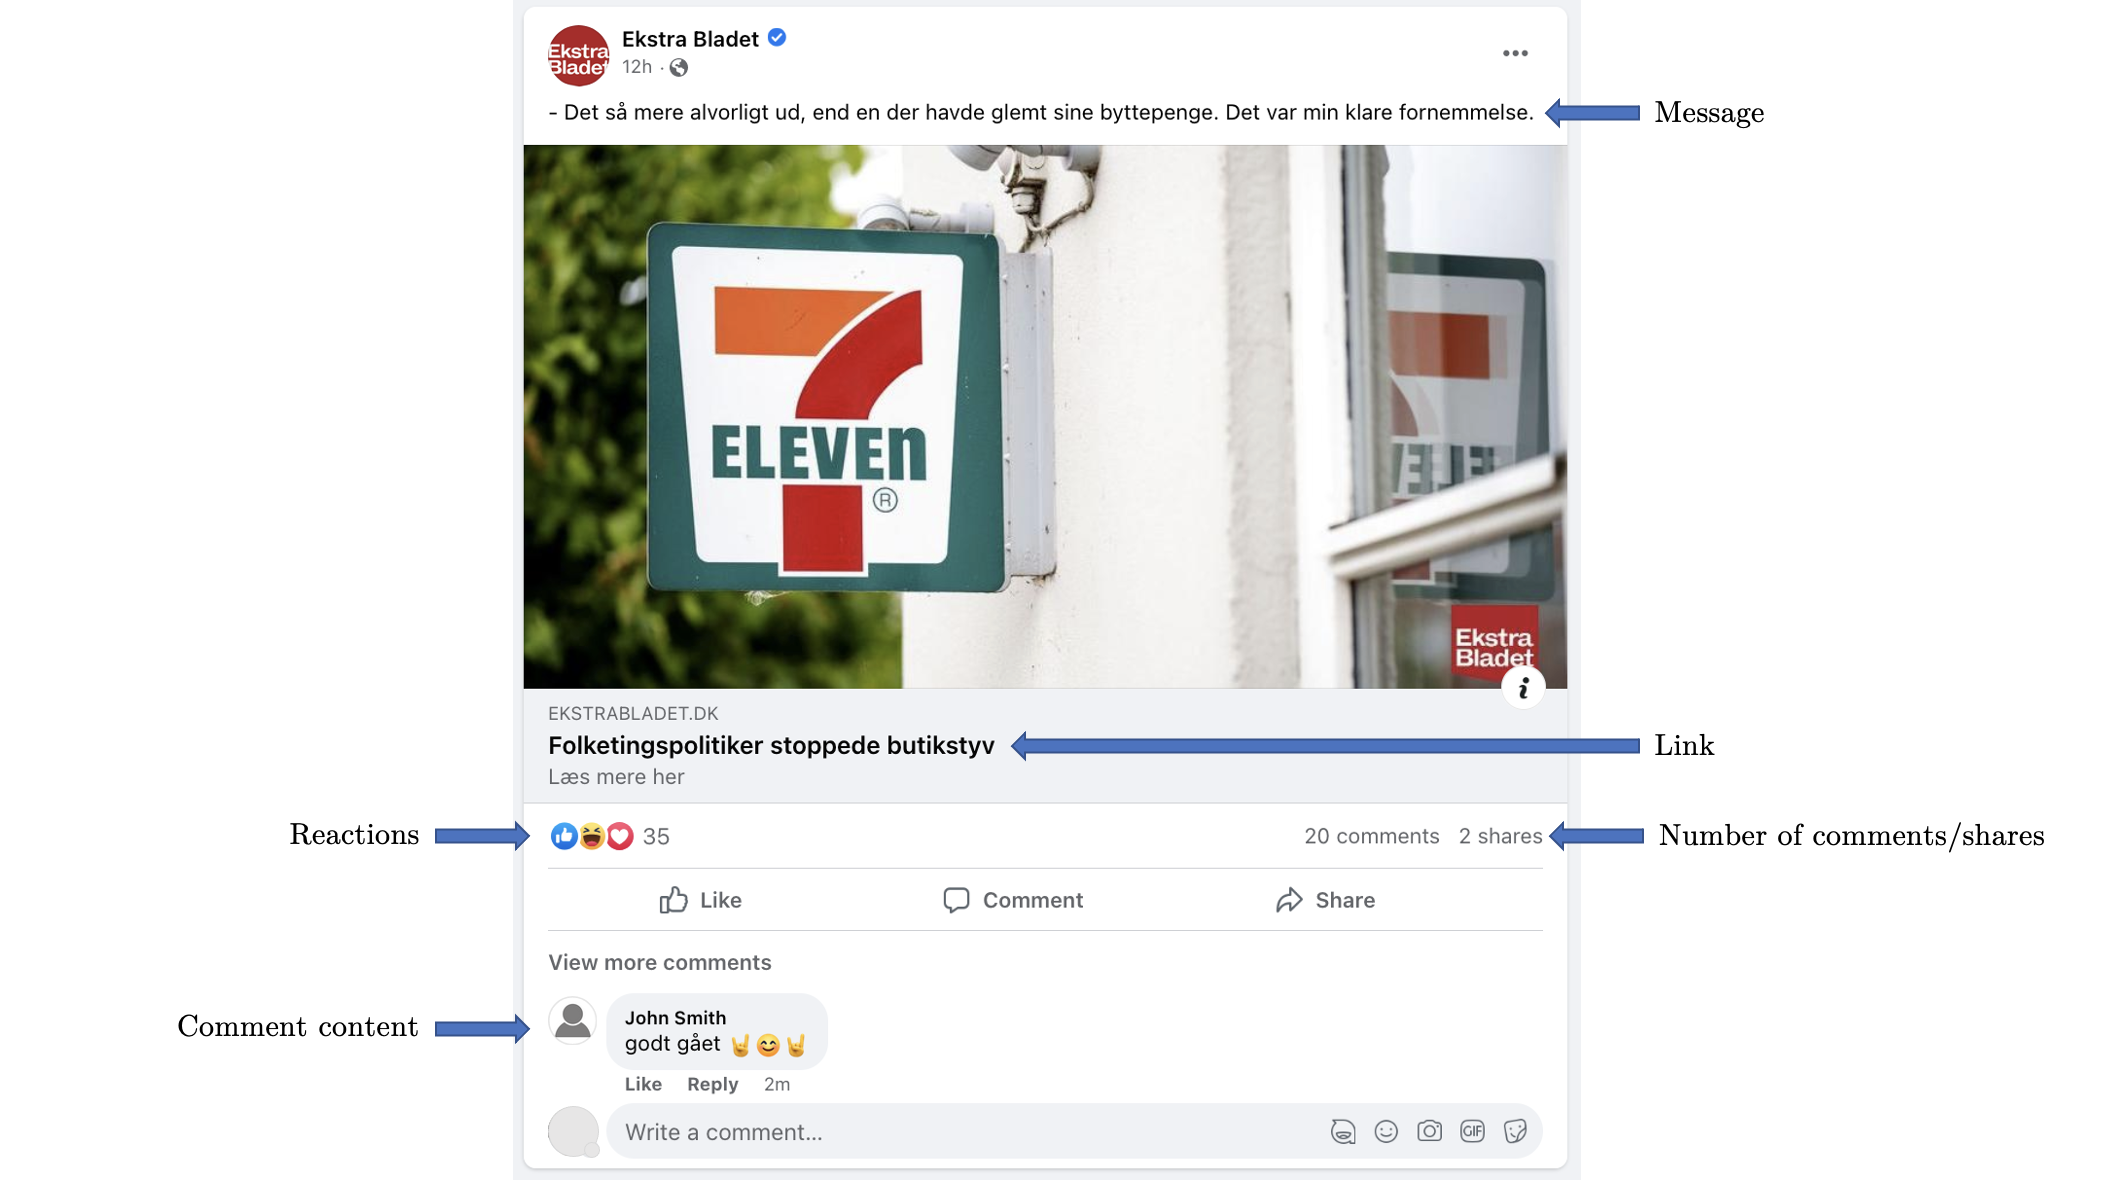 Ekstra Bladet
Ekstra
Bladet
12h ·
- Det så mere alvorligt ud, end en der havde glemt sine byttepenge. Det var min klare fornemmelse.
Message
7
ELEVEn
®
Ekstra
Bladet
i
EKSTRABLADET.DK
Folketingspolitiker stoppede butikstyv
Link
Læs mere her
Reactions
35
20 comments 2 shares
Number of comments/shares
Like
Comment
Share
View more comments
Comment content
John Smith
godt gået 🤘😊🤘
Like Reply 2m
Write a comment...
GIF